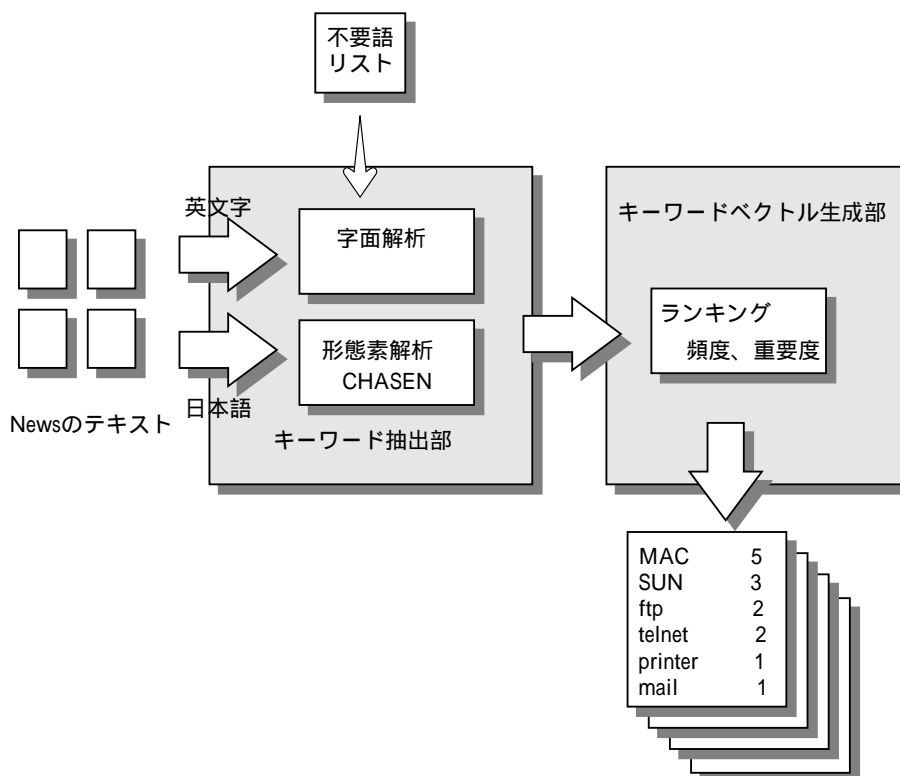 不要語
リスト
英文字
字面解析
形態素解析
CHASEN
日本語
Newsのテキスト
キーワード抽出部
キーワードベクトル生成部
ランキング
頻度、重要度
MAC 5
SUN 3
ftp 2
telnet 2
printer 1
mail 1